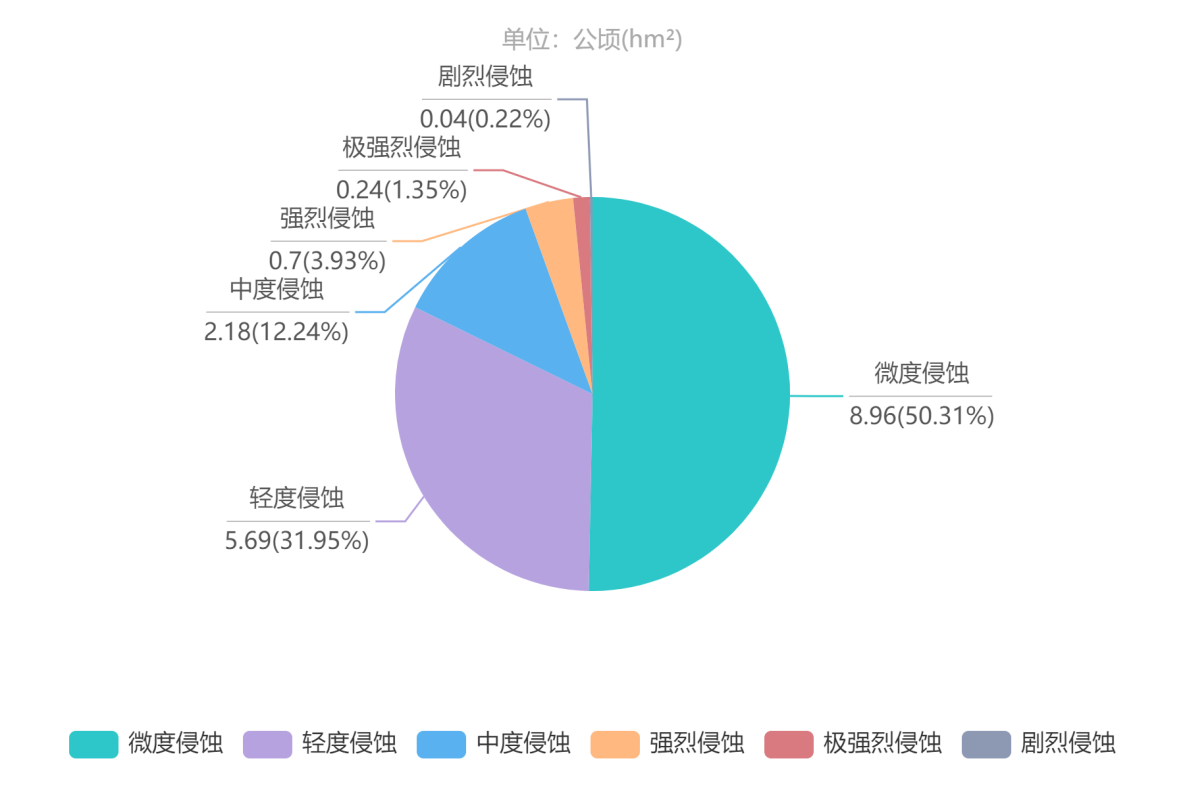 单位：公顷(hm²)
剧烈侵蚀
0.04(0.22%)
极强烈侵蚀
0.24(1.35%)
强烈侵蚀
0.7(3.93%)
中度侵蚀
2.18(12.24%)
微度侵蚀
8.96(50.31%)
轻度侵蚀
5.69(31.95%)
微度侵蚀 轻度侵蚀 中度侵蚀 强烈侵蚀 极强烈侵蚀 剧烈侵蚀